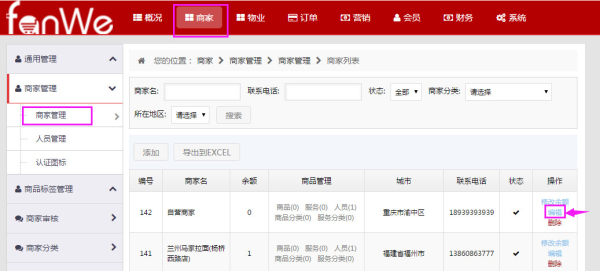 fanWe
概况 商家 物业 订单 营销 会员 财务 系统
通用管理
商家管理
商家管理
人员管理
认证图标
商品标签管理
商家审核
商家分类
您的位置: 商家 > 商家管理 > 商家管理 > 商家列表
商家名: 联系电话: 状态: 全部 商家分类: 请选择
所在地区: 请选择 搜索
添加 导出到EXCEL
编号 商家名 余额 商品管理 城市 联系电话 状态 操作
142 自营商家 0 商品(0) 服务(0) 人员(1) 重庆市渝中区 18939393939 修改余额
商品分类(0) 服务分类(0) 编辑
删除
141 兰州马家拉面(杨桥西路店) 1 商品(0) 服务(0) 人员(1) 福建省福州市 13860863777 修改余额
商品分类(0) 服务分类(0) 编辑
删除